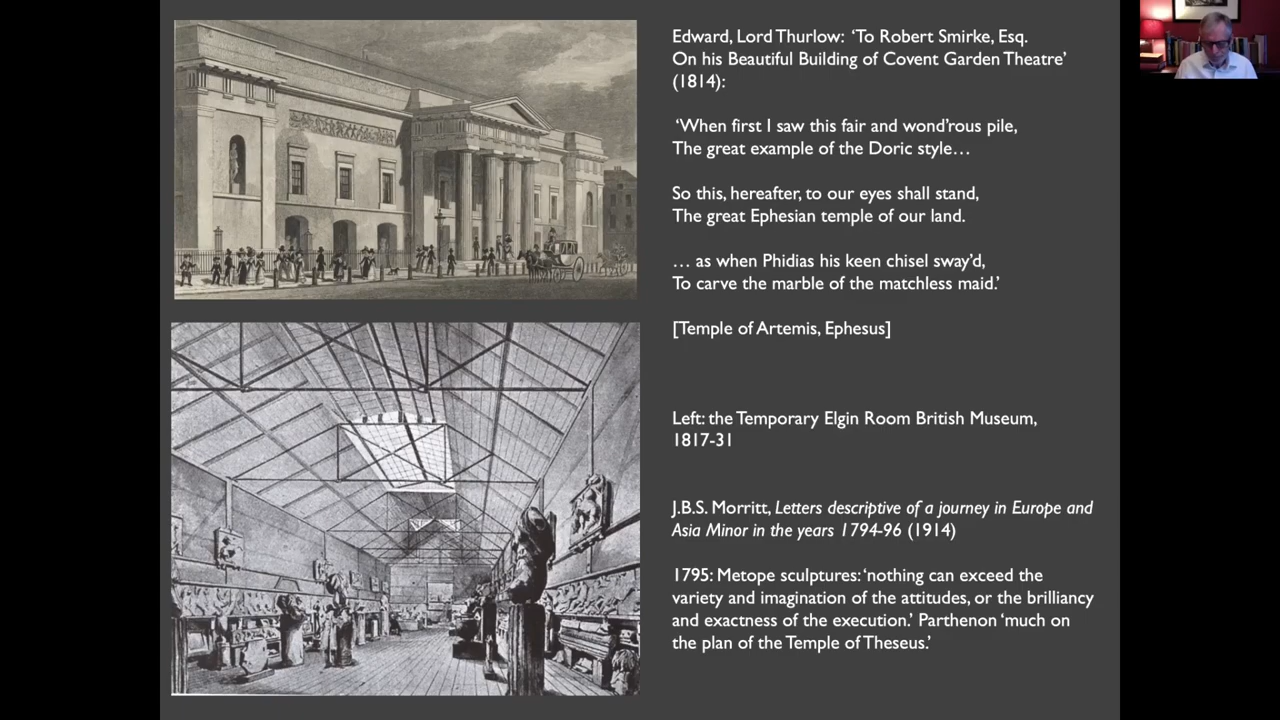 Edward, Lord Thurlow: ‘To Robert Smirke, Esq.
On his Beautiful Building of Covent Garden Theatre’
(1814):
‘When first I saw this fair and wond’rous pile,
The great example of the Doric style…
So this, hereafter, to our eyes shall stand,
The great Ephesian temple of our land.
… as when Phidias his keen chisel sway’d,
To carve the marble of the matchless maid.’
[Temple of Artemis, Ephesus]
Left: the Temporary Elgin Room British Museum,
1817-31
J.B.S. Morritt, Letters descriptive of a journey in Europe and
Asia Minor in the years 1794-96 (1914)
1795: Metope sculptures: ‘nothing can exceed the
variety and imagination of the attitudes, or the brilliancy
and exactness of the execution.’ Parthenon ‘much on
the plan of the Temple of Theseus.’